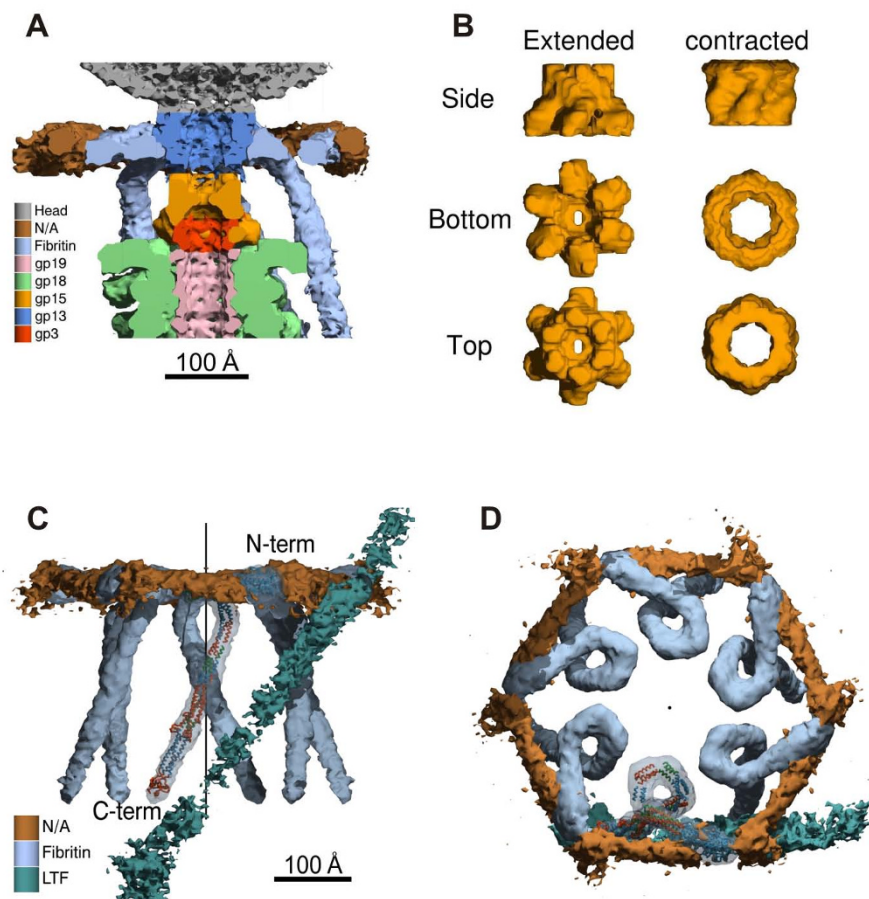 A
Head
N/A
Fibritin
gp19
gp18
gp15
gp13
gp3
100 Å
B
Extended contracted
Side
Bottom
Top
C
N-term
C-term
N/A
Fibritin
LTF
100 Å
D